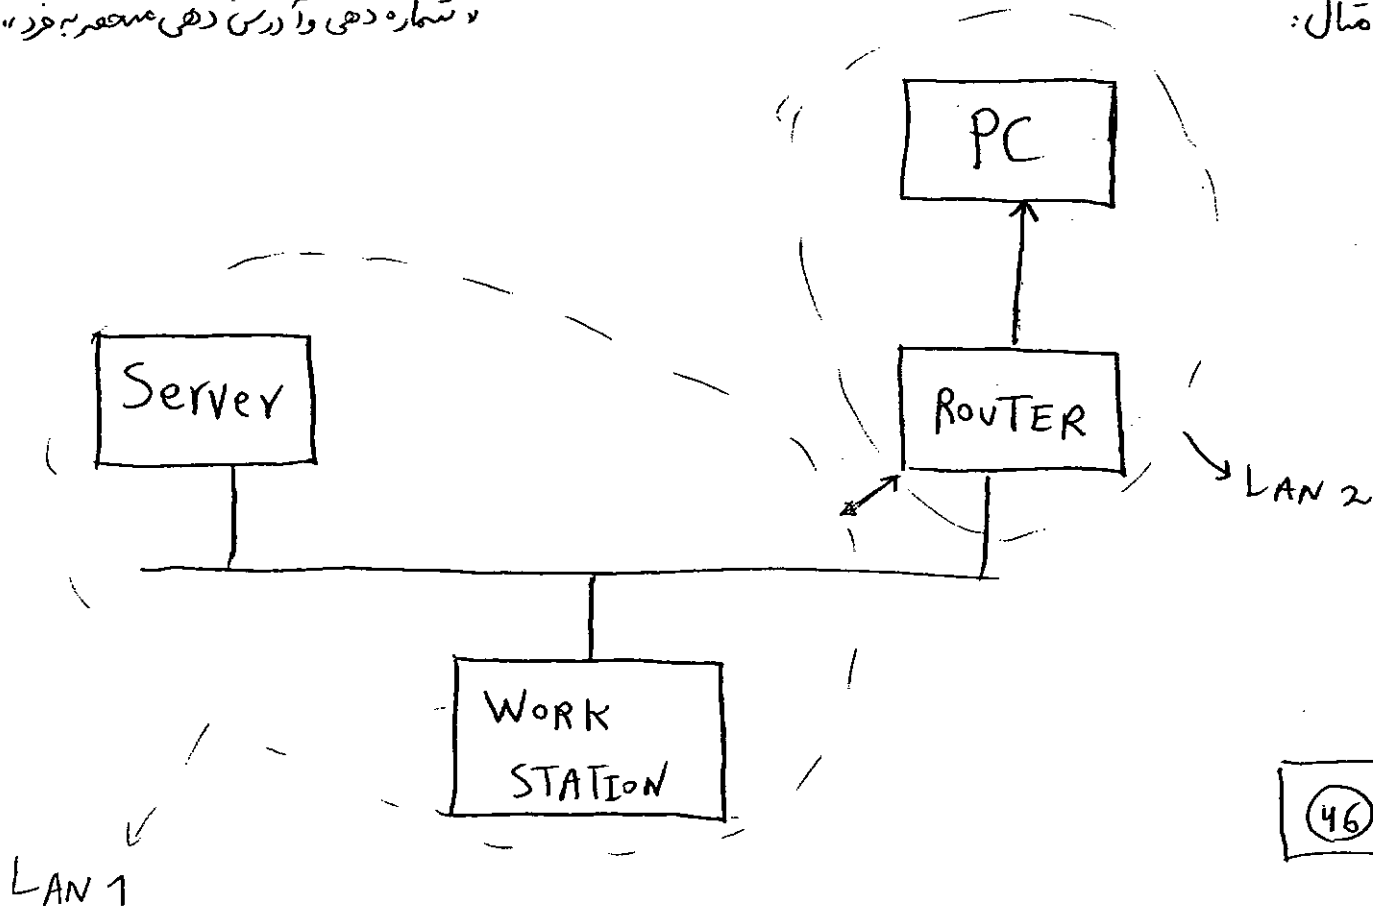 مثال:
« شماره دهی و آدرس دهی منحصر به فرد »
PC
Server
ROUTER
LAN 2
WORK
STATION
46
LAN 1